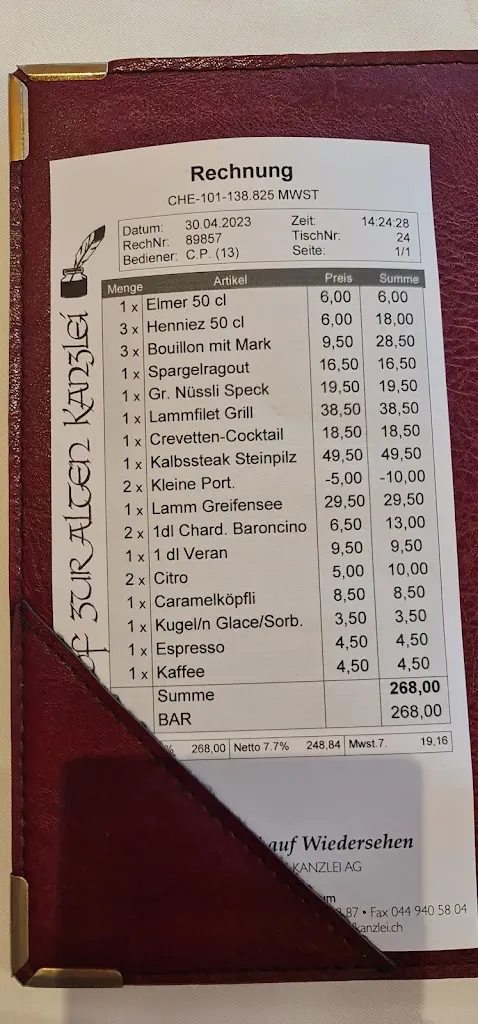 Rechnung
CHE-101-138.825 MWST
Datum: 30.04.2023 Zeit: 14:24:28
RechNr: 89857 TischNr: 24
Bediener: C.P. (13) Seite: 1/1
Menge Artikel Preis Summe
1 x Elmer 50 cl 6,00 6,00
3 x Henniez 50 cl 6,00 18,00
3 x Bouillon mit Mark 9,50 28,50
1 x Spargelragout 16,50 16,50
1 x Gr. Nüssli Speck 19,50 19,50
1 x Lammfilet Grill 38,50 38,50
1 x Crevetten-Cocktail 18,50 18,50
1 x Kalbssteak Steinpilz 49,50 49,50
2 x Kleine Port. -5,00 -10,00
1 x Lamm Greifensee 29,50 29,50
2 x 1dl Chard. Baroncino 6,50 13,00
1 x 1 dl Veran 9,50 9,50
2 x Citro 5,00 10,00
1 x Caramelköpfli 8,50 8,50
1 x Kugel/n Glace/Sorb. 3,50 3,50
1 x Espresso 4,50 4,50
1 x Kaffee 4,50 4,50
Summe 268,00
BAR 268,00
% 268,00 Netto 7.7% 248,84 Mwst.7. 19,16
auf Wiedersehen
KANZLEI AG
um
8.87 • Fax 044 940 58 04
kanzlei.ch
OF ZUR ALTEN KANZLEI